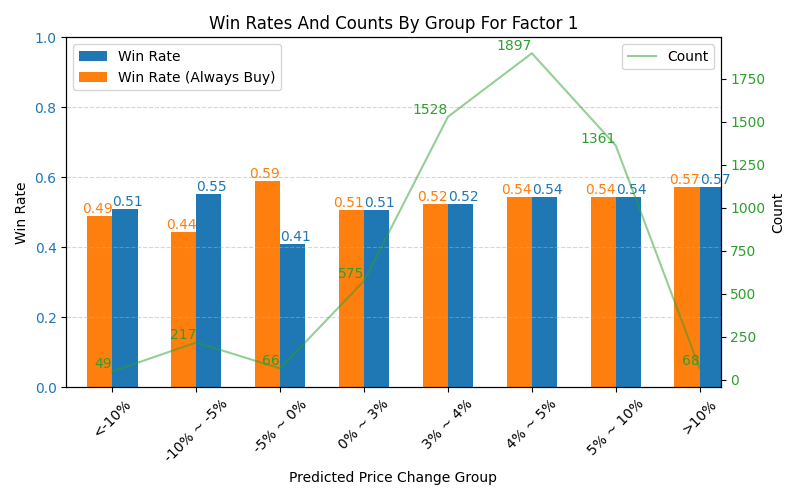 Win Rates And Counts By Group For Factor 1
Win Rate
Win Rate (Always Buy)
Count
1.0
0.8
0.6
0.4
0.2
0.0
Win Rate
1750
1500
1250
1000
750
500
250
0
Count
0.49 0.51
0.44 0.55
0.59 0.41
0.51 0.51
0.52 0.52
0.54 0.54
0.54 0.54
0.57 0.57
49
217
66
575
1528
1897
1361
68
<-10%
-10% ~ -5%
-5% ~ 0%
0% ~ 3%
3% ~ 4%
4% ~ 5%
5% ~ 10%
>10%
Predicted Price Change Group